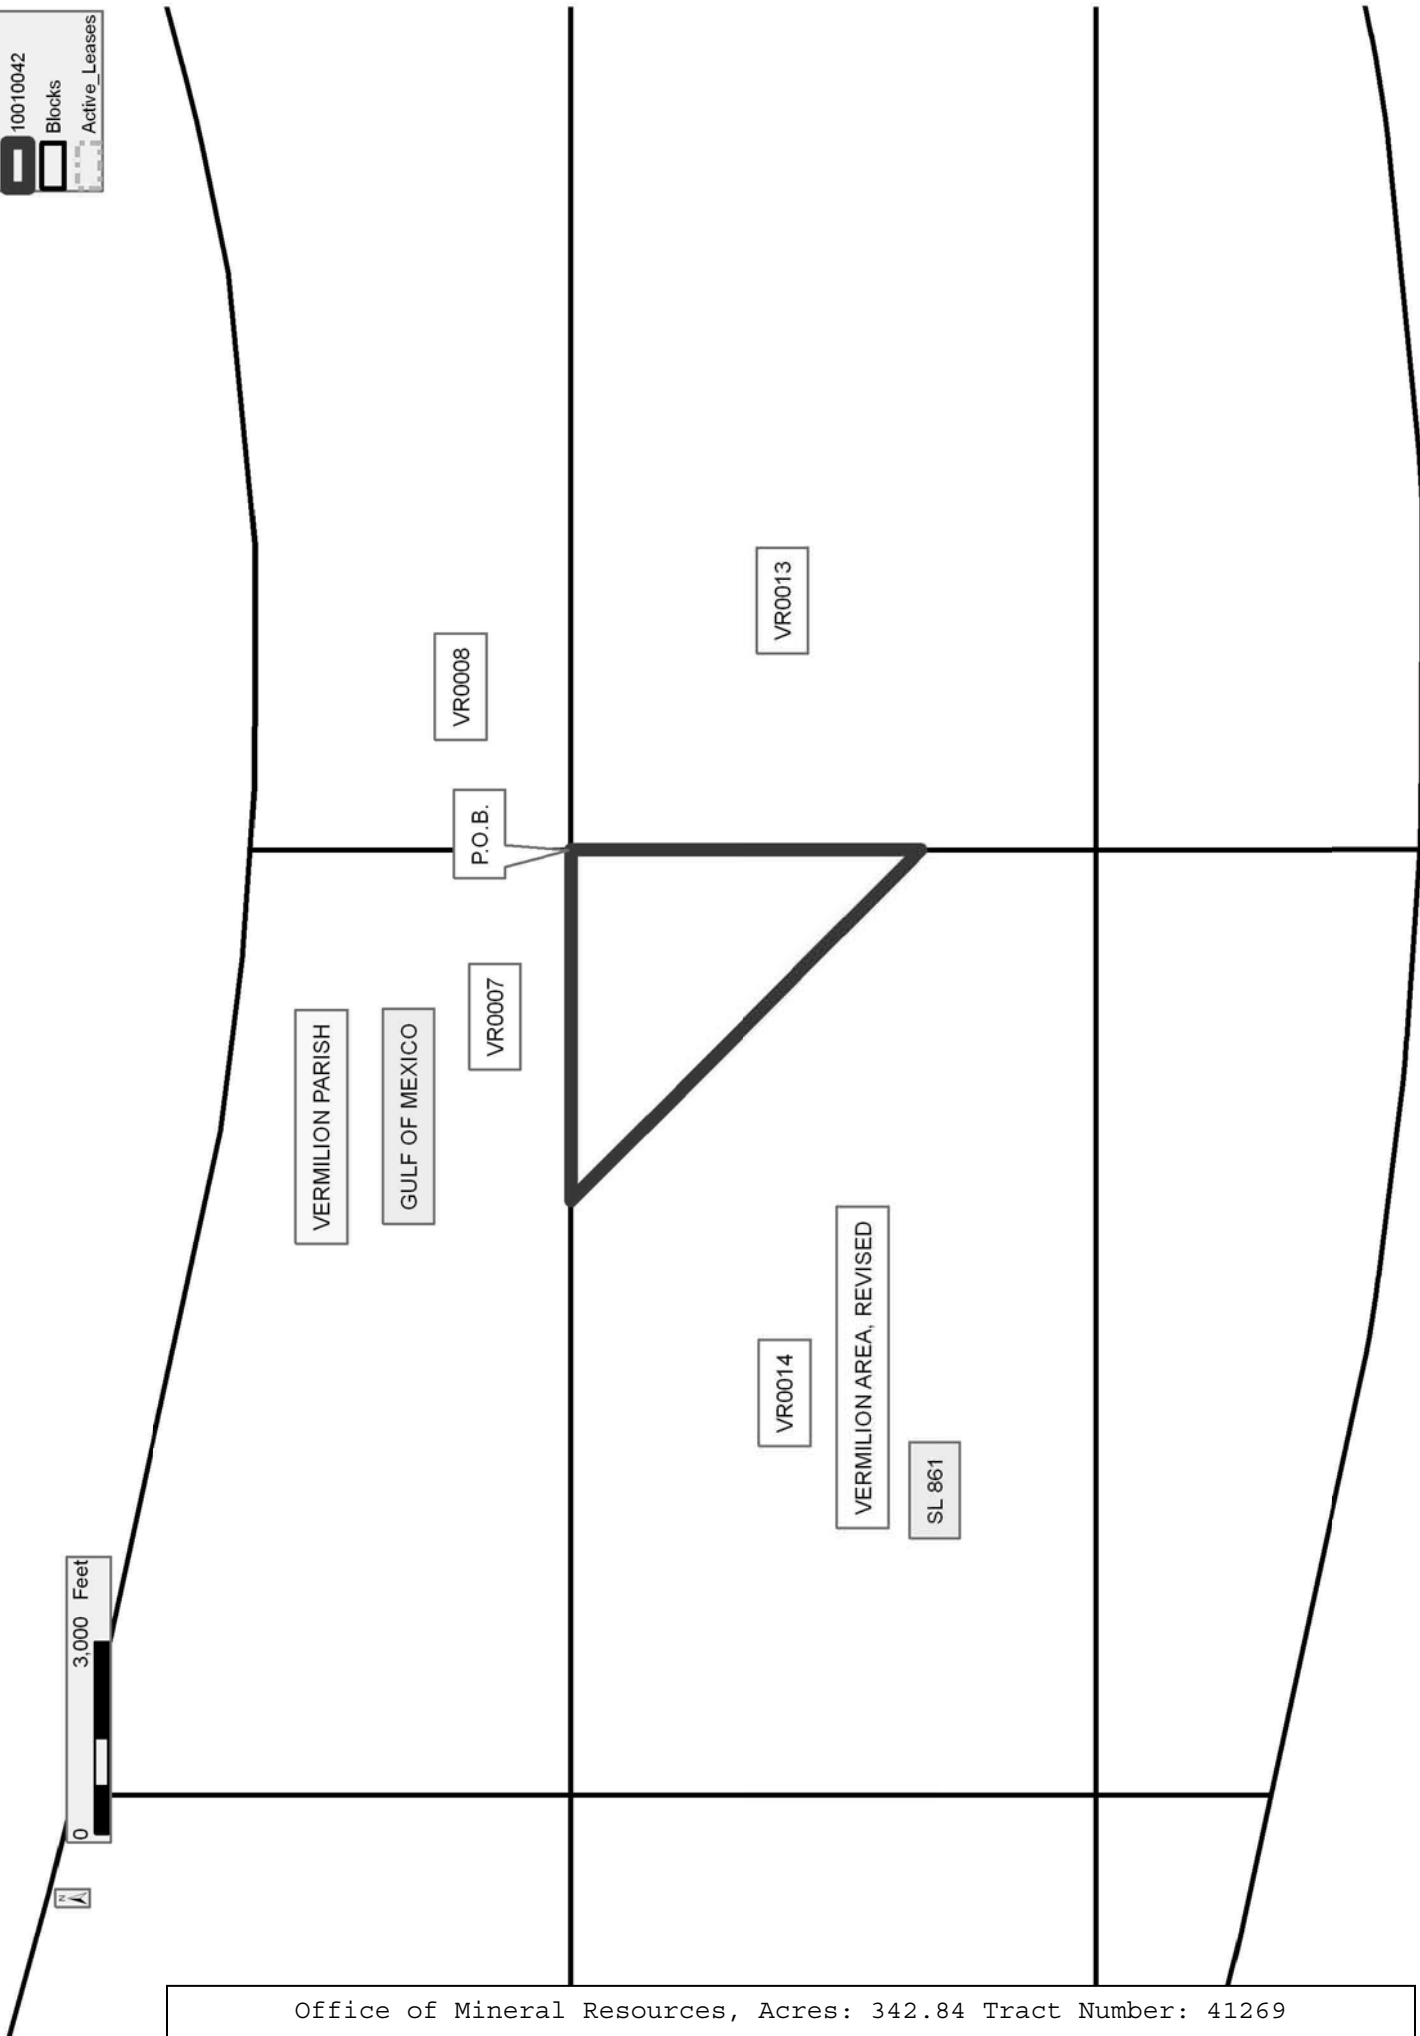 10010042
Blocks
Active_Leases
VR0008
VR0013
P.O.B.
VERMILION PARISH
GULF OF MEXICO
VR0007
VR0014
VERMILION AREA, REVISED
SL 861
0 3,000 Feet
N
Office of Mineral Resources, Acres: 342.84 Tract Number: 41269